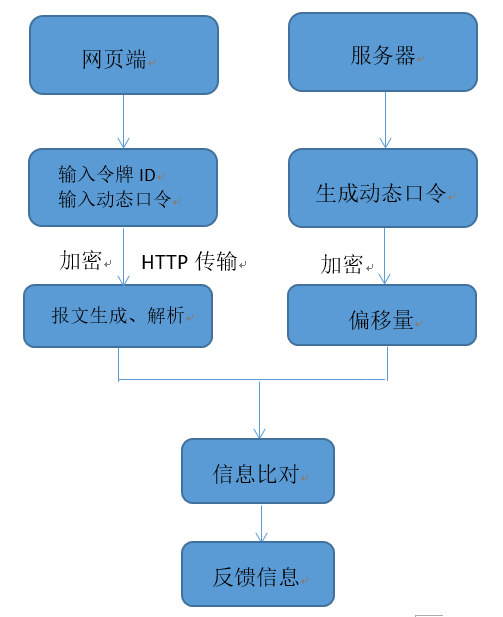 网页端
服务器
输入令牌 ID
输入动态口令
生成动态口令
加密
HTTP 传输
加密
报文生成、解析
偏移量
信息比对
反馈信息